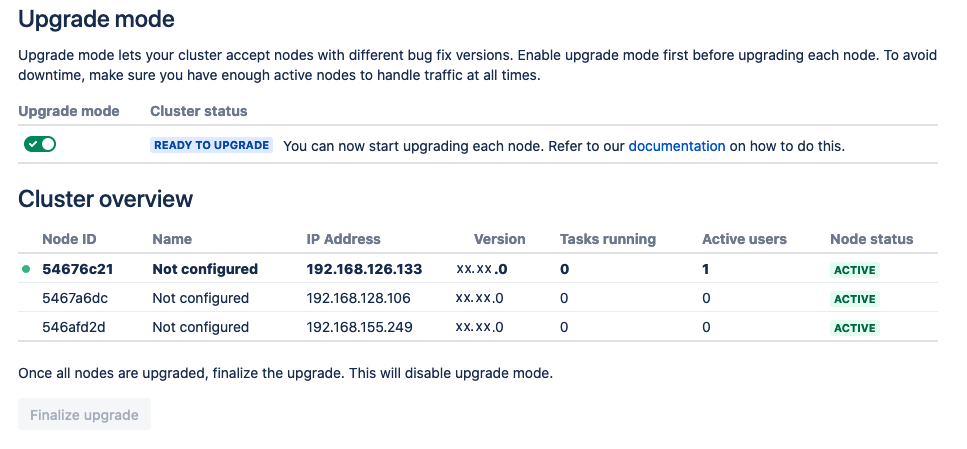 Upgrade mode
Upgrade mode lets your cluster accept nodes with different bug fix versions. Enable upgrade mode first before upgrading each node. To avoid
downtime, make sure you have enough active nodes to handle traffic at all times.
Upgrade mode Cluster status
READY TO UPGRADE You can now start upgrading each node. Refer to our documentation on how to do this.
Cluster overview
Node ID Name IP Address Version Tasks running Active users Node status
54676c21 Not configured 192.168.126.133 xx.xx.0 0 1 ACTIVE
5467a6dc Not configured 192.168.128.106 xx.xx.0 0 0 ACTIVE
546afd2d Not configured 192.168.155.249 xx.xx.0 0 0 ACTIVE
Once all nodes are upgraded, finalize the upgrade. This will disable upgrade mode.
Finalize upgrade